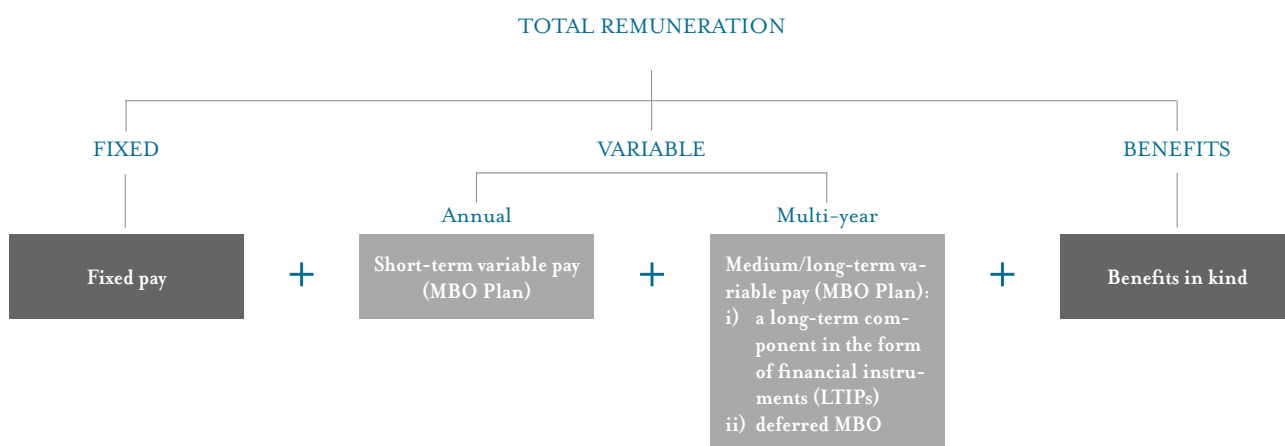 TOTAL REMUNERATION
FIXED
VARIABLE
BENEFITS
Annual
Multi-year
Fixed pay
+
Short-term variable pay
(MBO Plan)
+
Medium/long-term va-
riable pay (MBO Plan):
i) a long-term com-
ponent in the form
of financial instru-
ments (LTIPs)
ii) deferred MBO
+
Benefits in kind